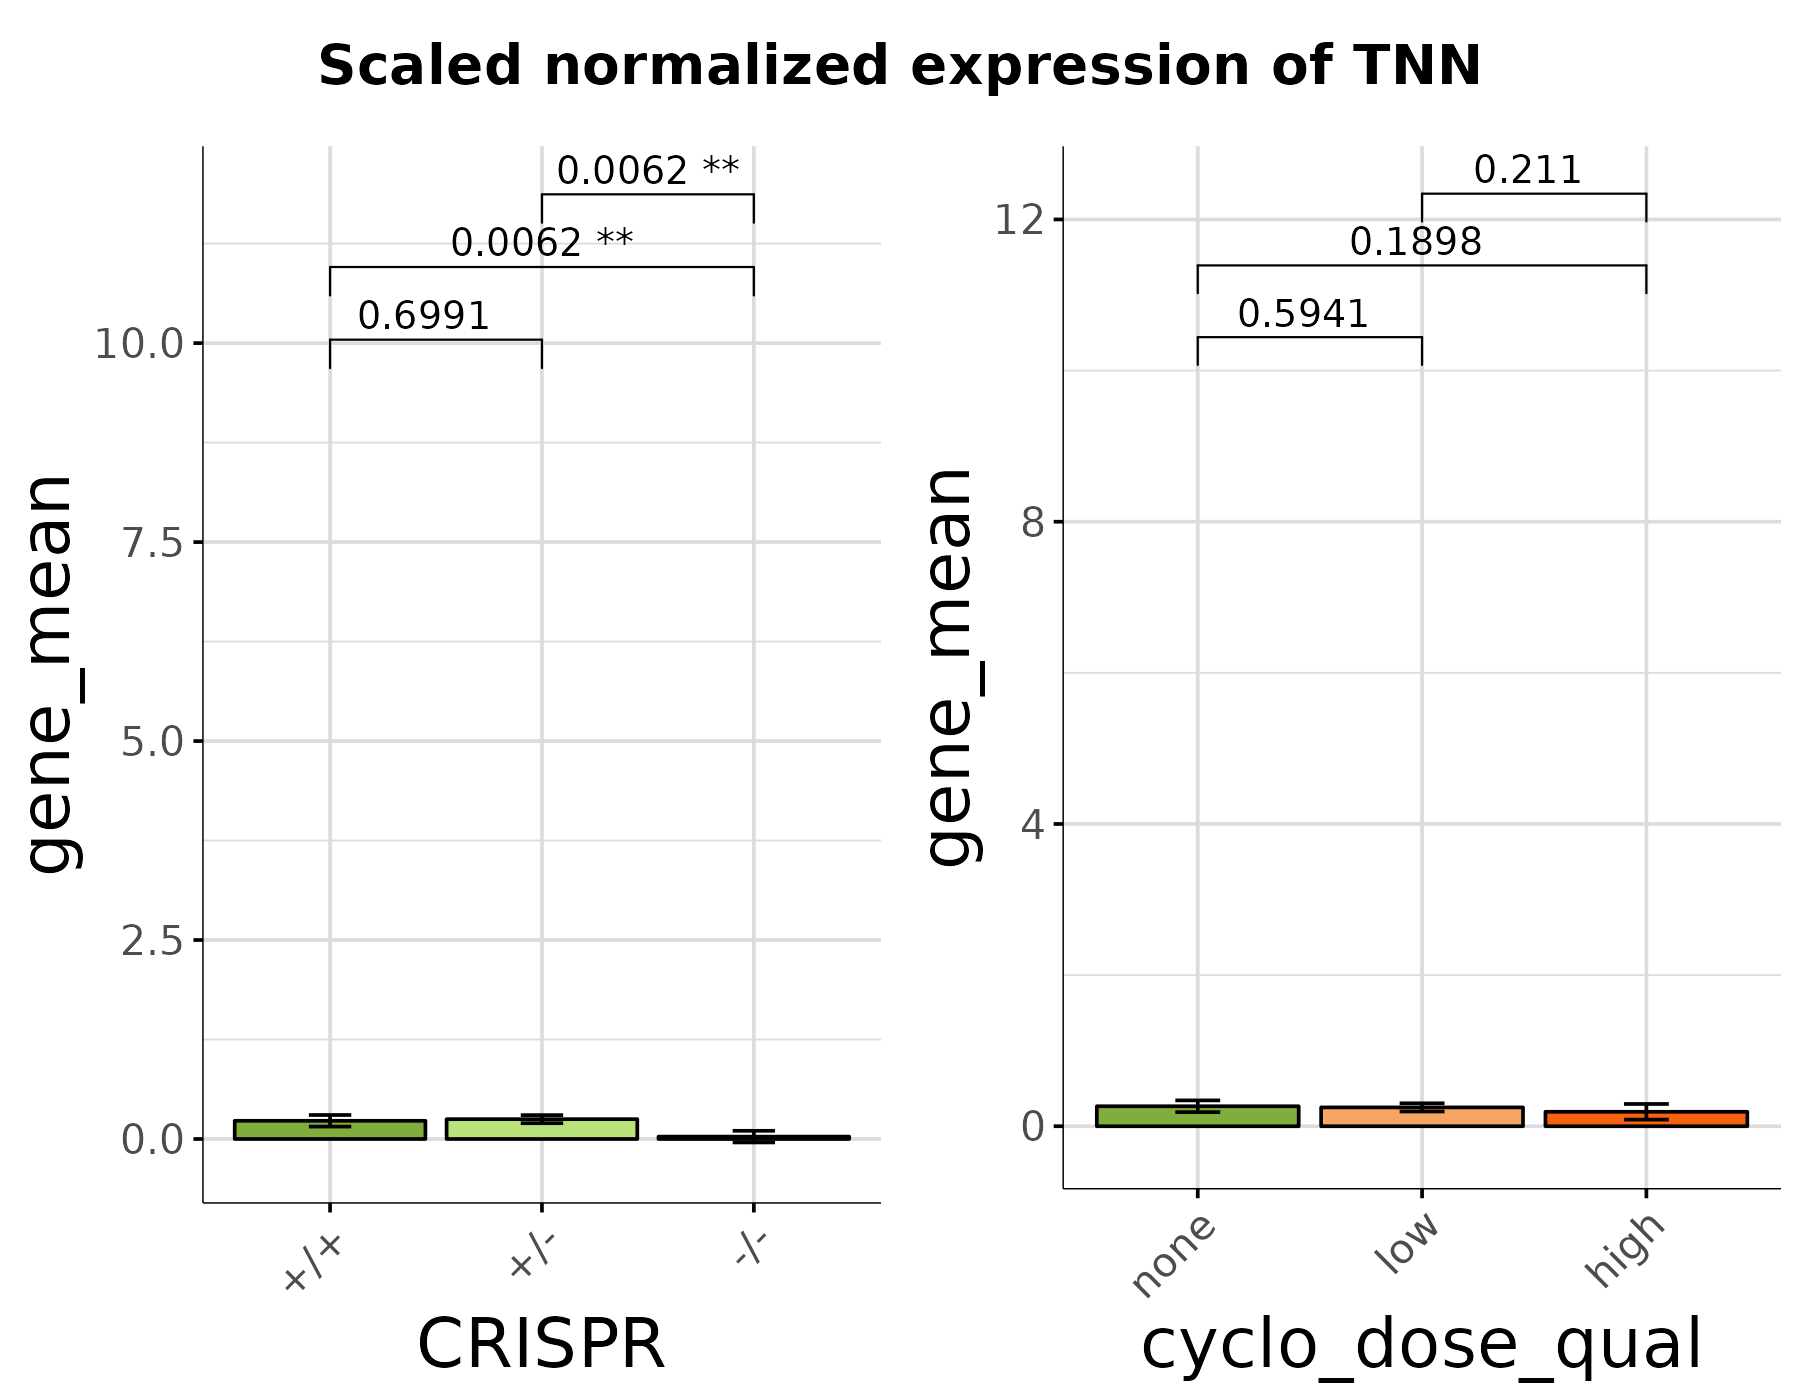 Scaled normalized expression of TNN
gene_mean
10.0
7.5
5.0
2.5
0.0
0.0062 **
0.0062 **
0.6991
+/+
+/-
-/-
CRISPR
gene_mean
12
8
4
0
0.211
0.1898
0.5941
none
low
high
cyclo_dose_qual